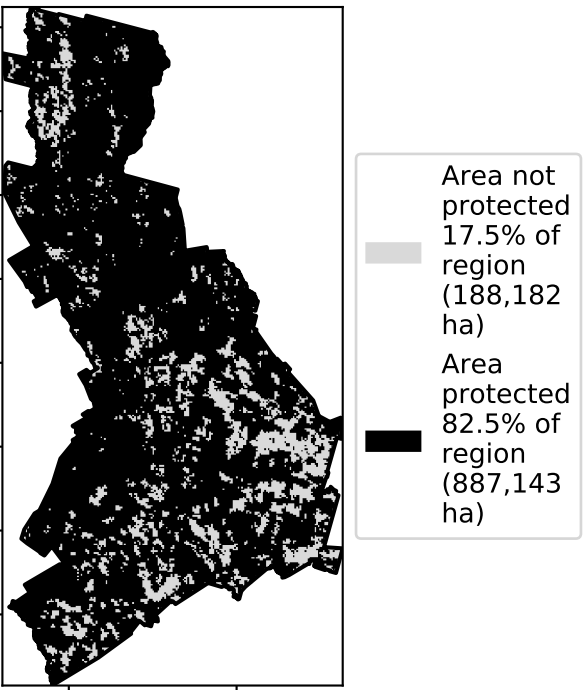 Area not
protected
17.5% of
region
(188,182
ha)
Area
protected
82.5% of
region
(887,143
ha)